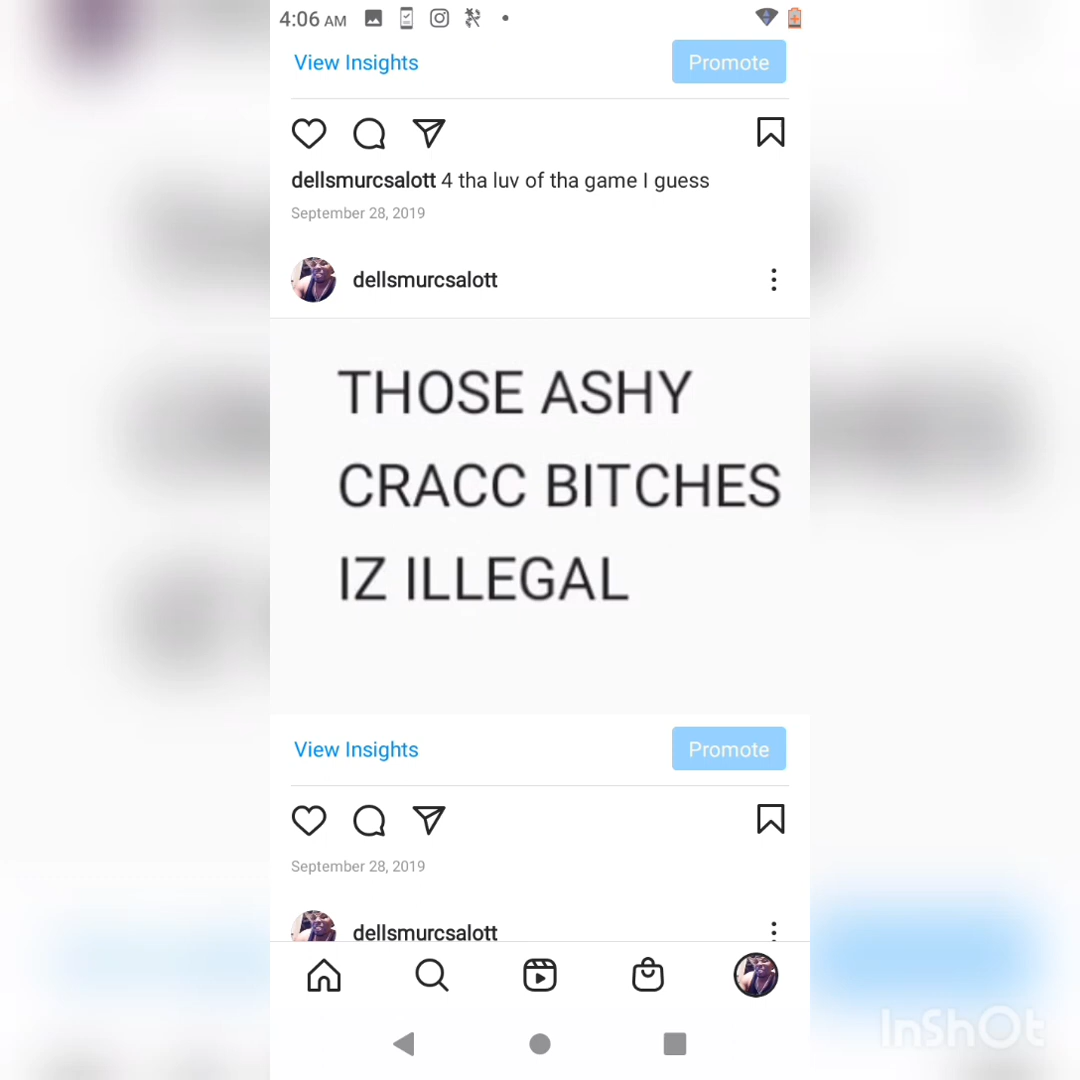 4:06 AM
View Insights
Promote
dellsmurcsalott 4 tha luv of tha game I guess
September 28, 2019
dellsmurcsalott
THOSE ASHY
CRACC BITCHES
IZ ILLEGAL
View Insights
Promote
September 28, 2019
dellsmurcsalott
InShOt